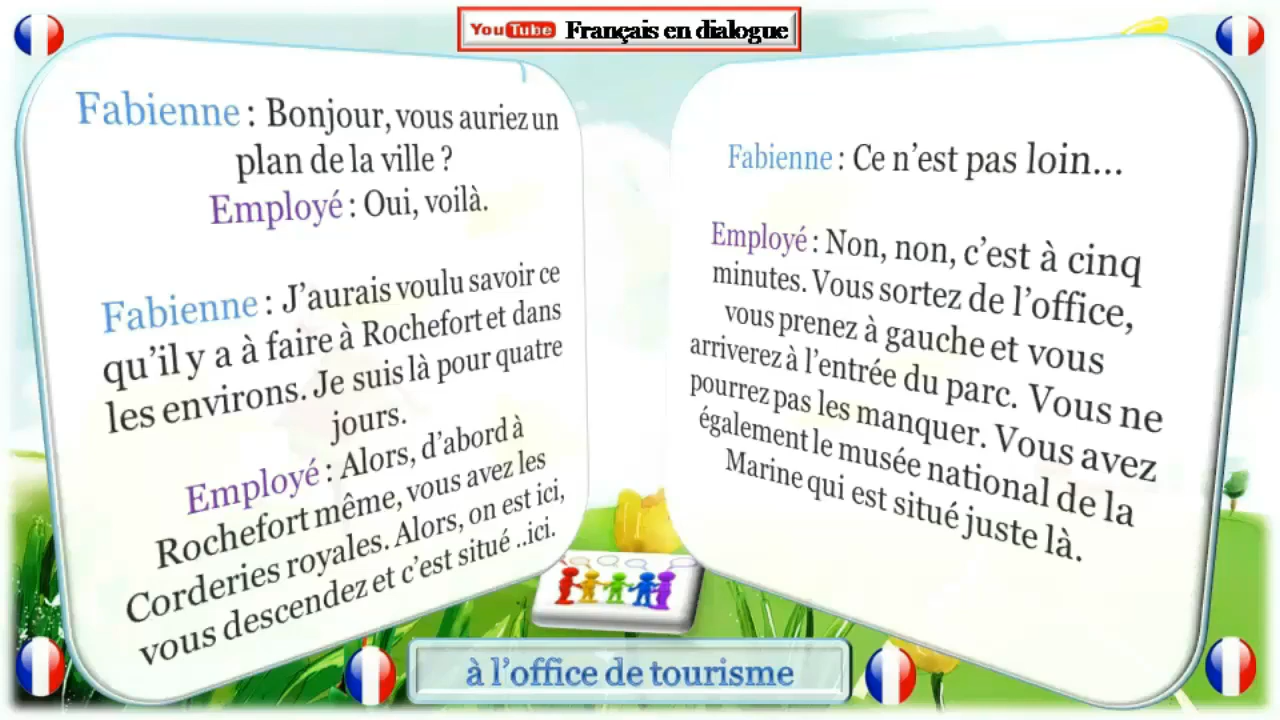 YouTube Français en dialogue
Fabienne : Bonjour, vous auriez un
plan de la ville ?
Employé : Oui, voilà.
Fabienne : J’aurais voulu savoir ce
qu’il y a à faire à Rochefort et dans
les environs. Je suis là pour quatre
jours.
Employé : Alors, d’abord à
Rochefort même, vous avez les
Corderies royales. Alors, on est ici,
vous descendez et c’est situé ..ici.
Fabienne : Ce n’est pas loin...
Employé : Non, non, c’est à cinq
minutes. Vous sortez de l’office,
vous prenez à gauche et vous
arriverez à l’entrée du parc. Vous ne
pourrez pas les manquer. Vous avez
également le musée national de la
Marine qui est situé juste là.
à l’office de tourisme